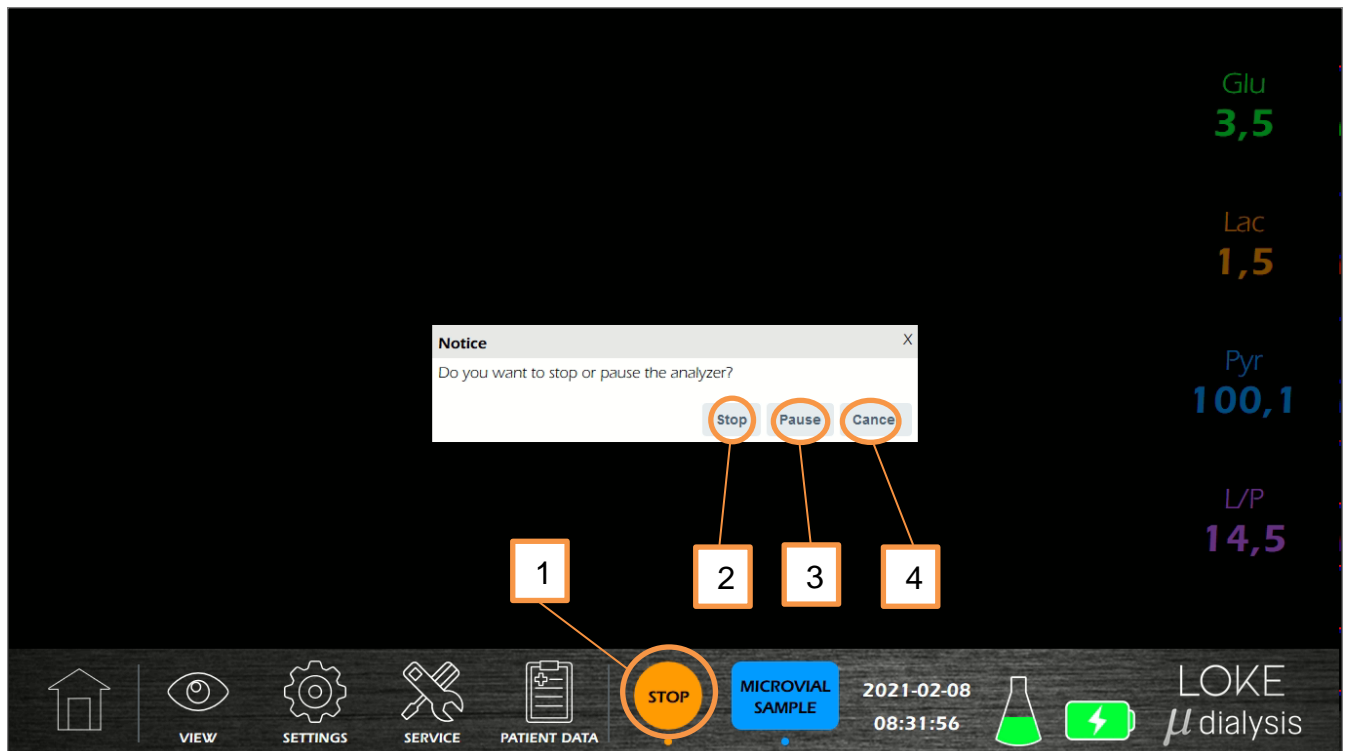 Glu
3,5
Lac
1,5
Notice X
Do you want to stop or pause the analyzer?
Stop Pause Cance
Pyr
100,1
L/P
14,5
1
2
3
4
VIEW
SETTINGS
SERVICE
PATIENT DATA
STOP
MICROVIAL
SAMPLE
2021-02-08
08:31:56
LOKE
μ dialysis